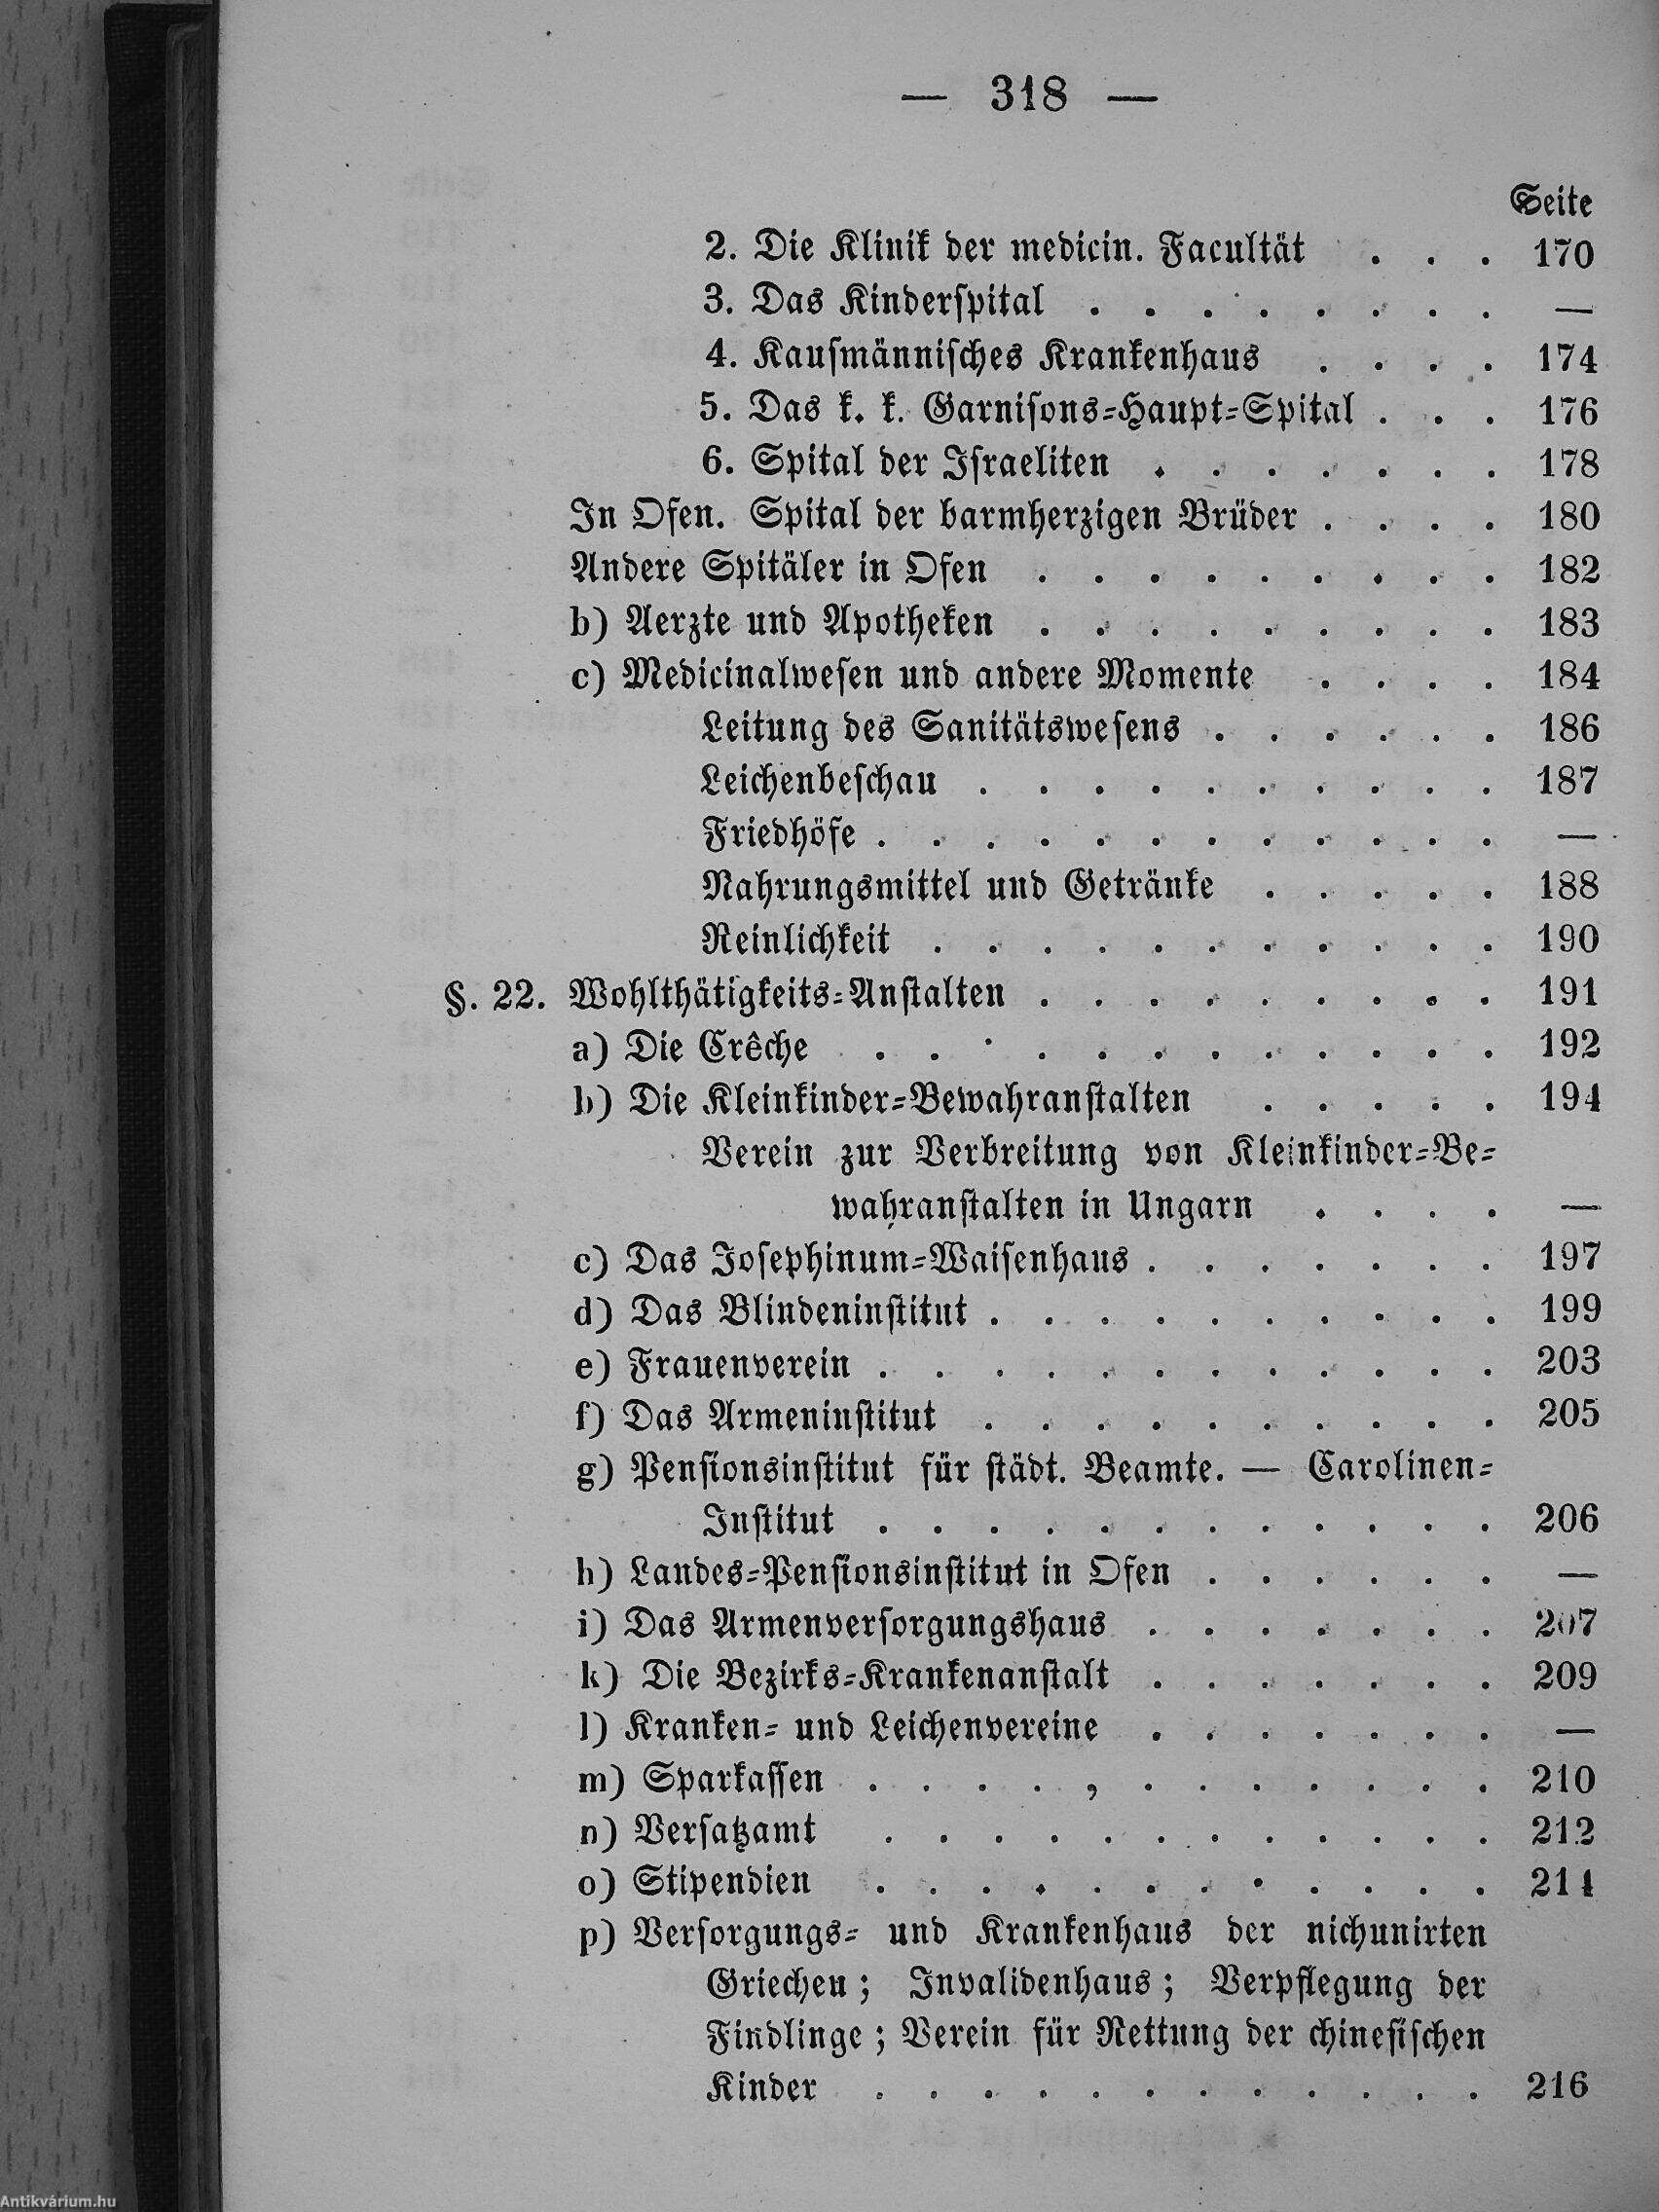 — 318 —
Seite
2. Die Klinik der medicin. Facultät . . . 170
3. Das Kinderſpital . . . . . . . . —
4. Kaufmänniſches Krankenhaus . . . . 174
5. Das k. k. Garniſons-Haupt-Spital . . . 176
6. Spital der Iſraeliten . . . . . . . 178
In Ofen. Spital der barmherzigen Brüder . . . . 180
Andere Spitäler in Ofen . . . . . . . . . 182
b) Aerzte und Apotheken . . . . . . . . . 183
c) Medicinalweſen und andere Momente . . . . 184
Leitung des Sanitätsweſens . . . . . . 186
Leichenbeſchau . . . . . . . . . . 187
Friedhöfe . . . . . . . . . . . . —
Nahrungsmittel und Getränke . . . . . 188
Reinlichkeit . . . . . . . . . . . 190
§. 22. Wohlthätigkeits-Anſtalten . . . . . . . . . 191
a) Die Crêche . . . . . . . . . . . . 192
b) Die Kleinkinder-Bewahranſtalten . . . . . 194
Verein zur Verbreitung von Kleinkinder-Be-
wahranſtalten in Ungarn . . . . —
c) Das Joſephinum-Waiſenhaus . . . . . . . 197
d) Das Blindeninſtitut . . . . . . . . . . 199
e) Frauenverein . . . . . . . . . . . . 203
f) Das Armeninſtitut . . . . . . . . . . 205
g) Penſionsinſtitut für ſtädt. Beamte. — Carolinen-
Inſtitut . . . . . . . . . . . . 206
h) Landes-Penſionsinſtitut in Ofen . . . . . . —
i) Das Armenverſorgungshaus . . . . . . . 207
k) Die Bezirks-Krankenanſtalt . . . . . . . 209
l) Kranken- und Leichenvereine . . . . . . . —
m) Sparkaſſen . . . . , . . . . . . . 210
n) Verſatzamt . . . . . . . . . . . . 212
o) Stipendien . . . . . . . . . . . . 214
p) Verſorgungs- und Krankenhaus der nichunirten
Griechen; Invalidenhaus; Verpflegung der
Findlinge; Verein für Rettung der chineſiſchen
Kinder . . . . . . . . . . . . 216
Antikvárium.hu